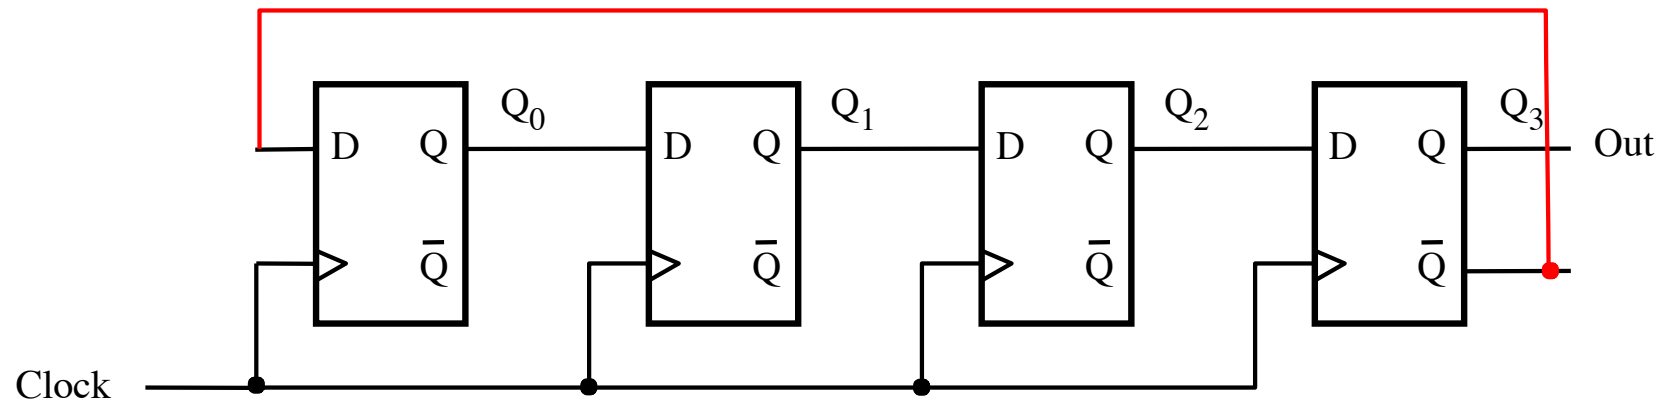 Q₀ Q₁ Q₂ Q₃
D Q D Q D Q D Q Out
Q̅ Q̅ Q̅ Q̅
Clock